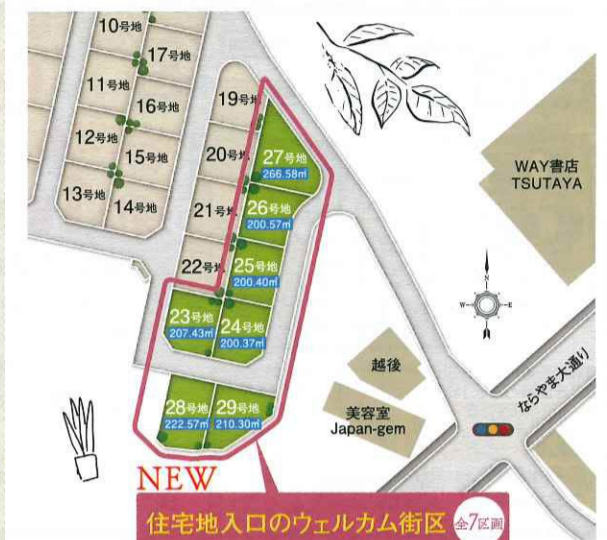 10号地
17号地
11号地
16号地
12号地
15号地
13号地
14号地
19号地
20号地
21号地
22号地
27号地
266.58㎡
26号地
200.57㎡
25号地
200.40㎡
23号地
207.43㎡
24号地
200.37㎡
28号地
222.57㎡
29号地
210.30㎡
WAY書店
TSUTAYA
N
W
E
越後
美容室
Japan-gem
ならやま大通り
NEW
住宅地入口のウェルカム街区 全7区画